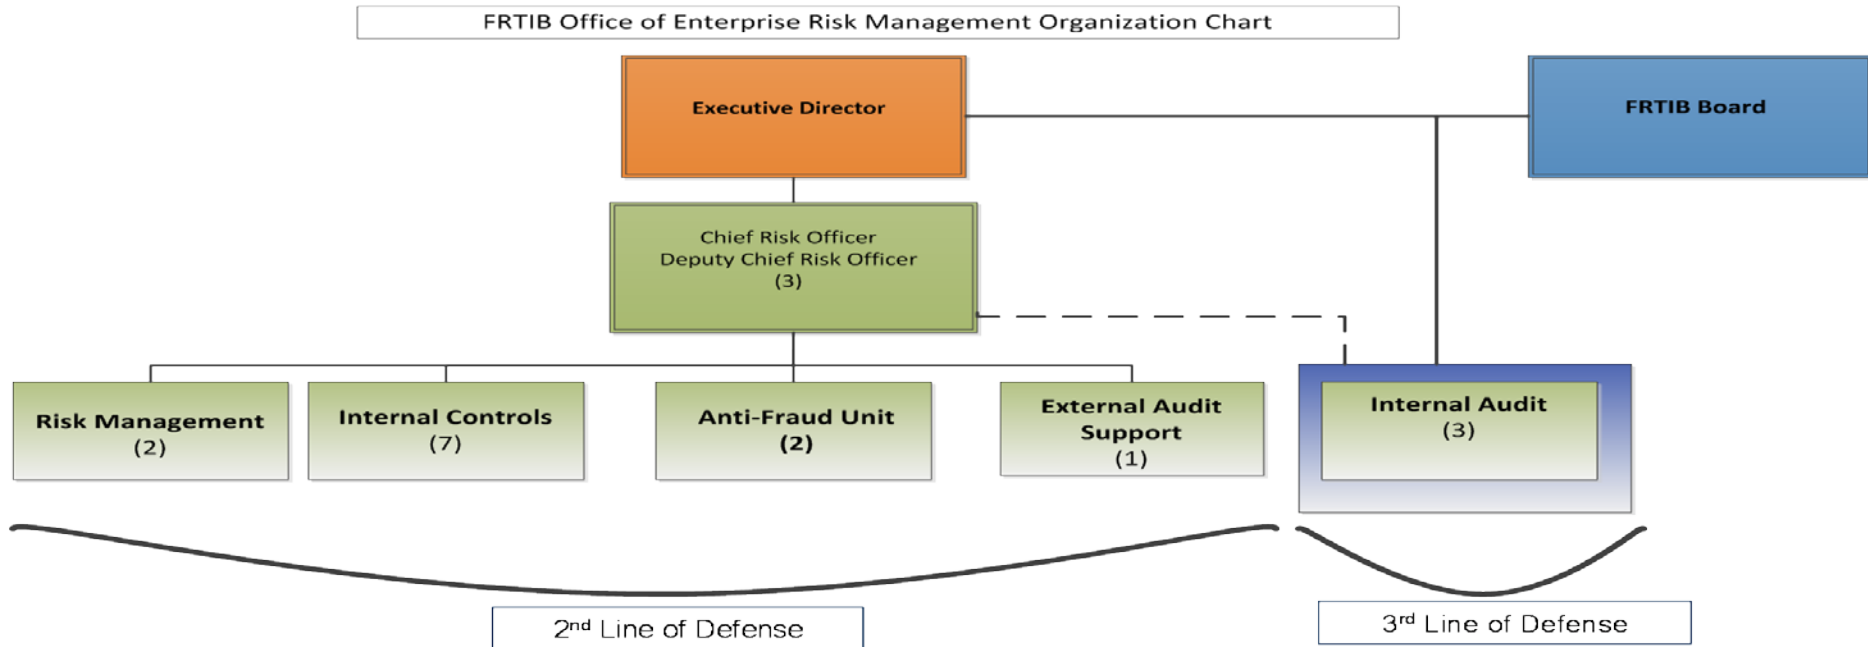 FRTIB Office of Enterprise Risk Management Organization Chart
Executive Director
FRTIB Board
Chief Risk Officer
Deputy Chief Risk Officer
(3)
Risk Management
(2)
Internal Controls
(7)
Anti-Fraud Unit
(2)
External Audit
Support
(1)
Internal Audit
(3)
2nd Line of Defense
3rd Line of Defense